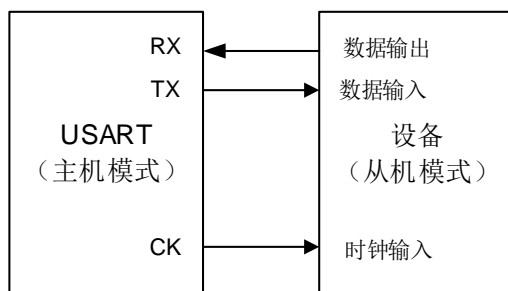 RX
数据输出
TX
数据输入
USART
(主机模式)
设备
(从机模式)
CK
时钟输入